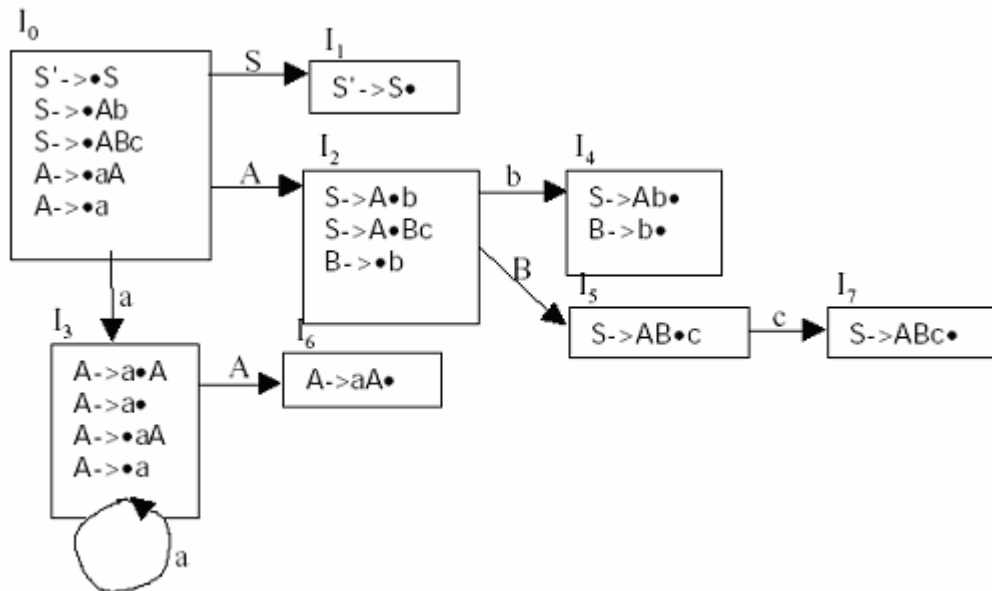 I₀
S'->•S
S->•Ab
S->•ABc
A->•aA
A->•a
S
I₁
S'->S•
A
I₂
S->A•b
S->A•Bc
B->•b
b
I₄
S->Ab•
B->b•
B
I₅
S->AB•c
c
I₇
S->ABc•
a
I₃
A->a•A
A->a•
A->•aA
A->•a
A
I₆
A->aA•
a